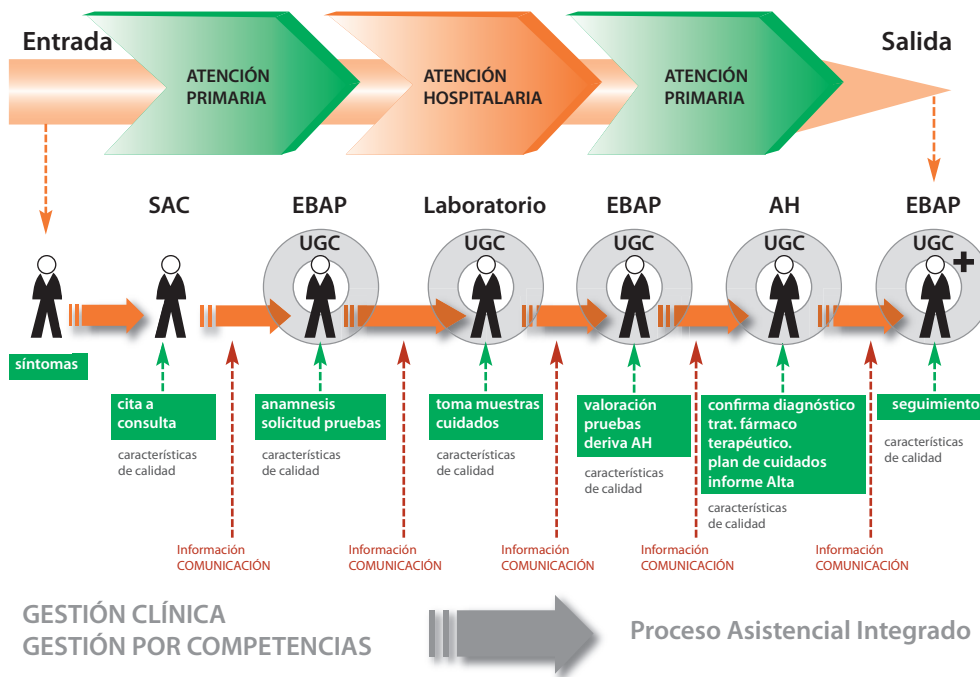 Entrada
Salida
ATENCIÓN
PRIMARIA
ATENCIÓN
HOSPITALARIA
ATENCIÓN
PRIMARIA
SAC
EBAP
Laboratorio
EBAP
AH
EBAP
UGC
UGC
UGC
UGC
UGC
síntomas
cita a
consulta
características
de calidad
anamnesis
solicitud pruebas
características
de calidad
toma muestras
cuidados
características
de calidad
valoración
pruebas
deriva AH
características
de calidad
confirma diagnóstico
trat. fármaco
terapéutico.
plan de cuidados
informe Alta
características
de calidad
seguimiento
características
de calidad
Información
COMUNICACIÓN
Información
COMUNICACIÓN
Información
COMUNICACIÓN
Información
COMUNICACIÓN
Información
COMUNICACIÓN
GESTIÓN CLÍNICA
GESTIÓN POR COMPETENCIAS
Proceso Asistencial Integrado